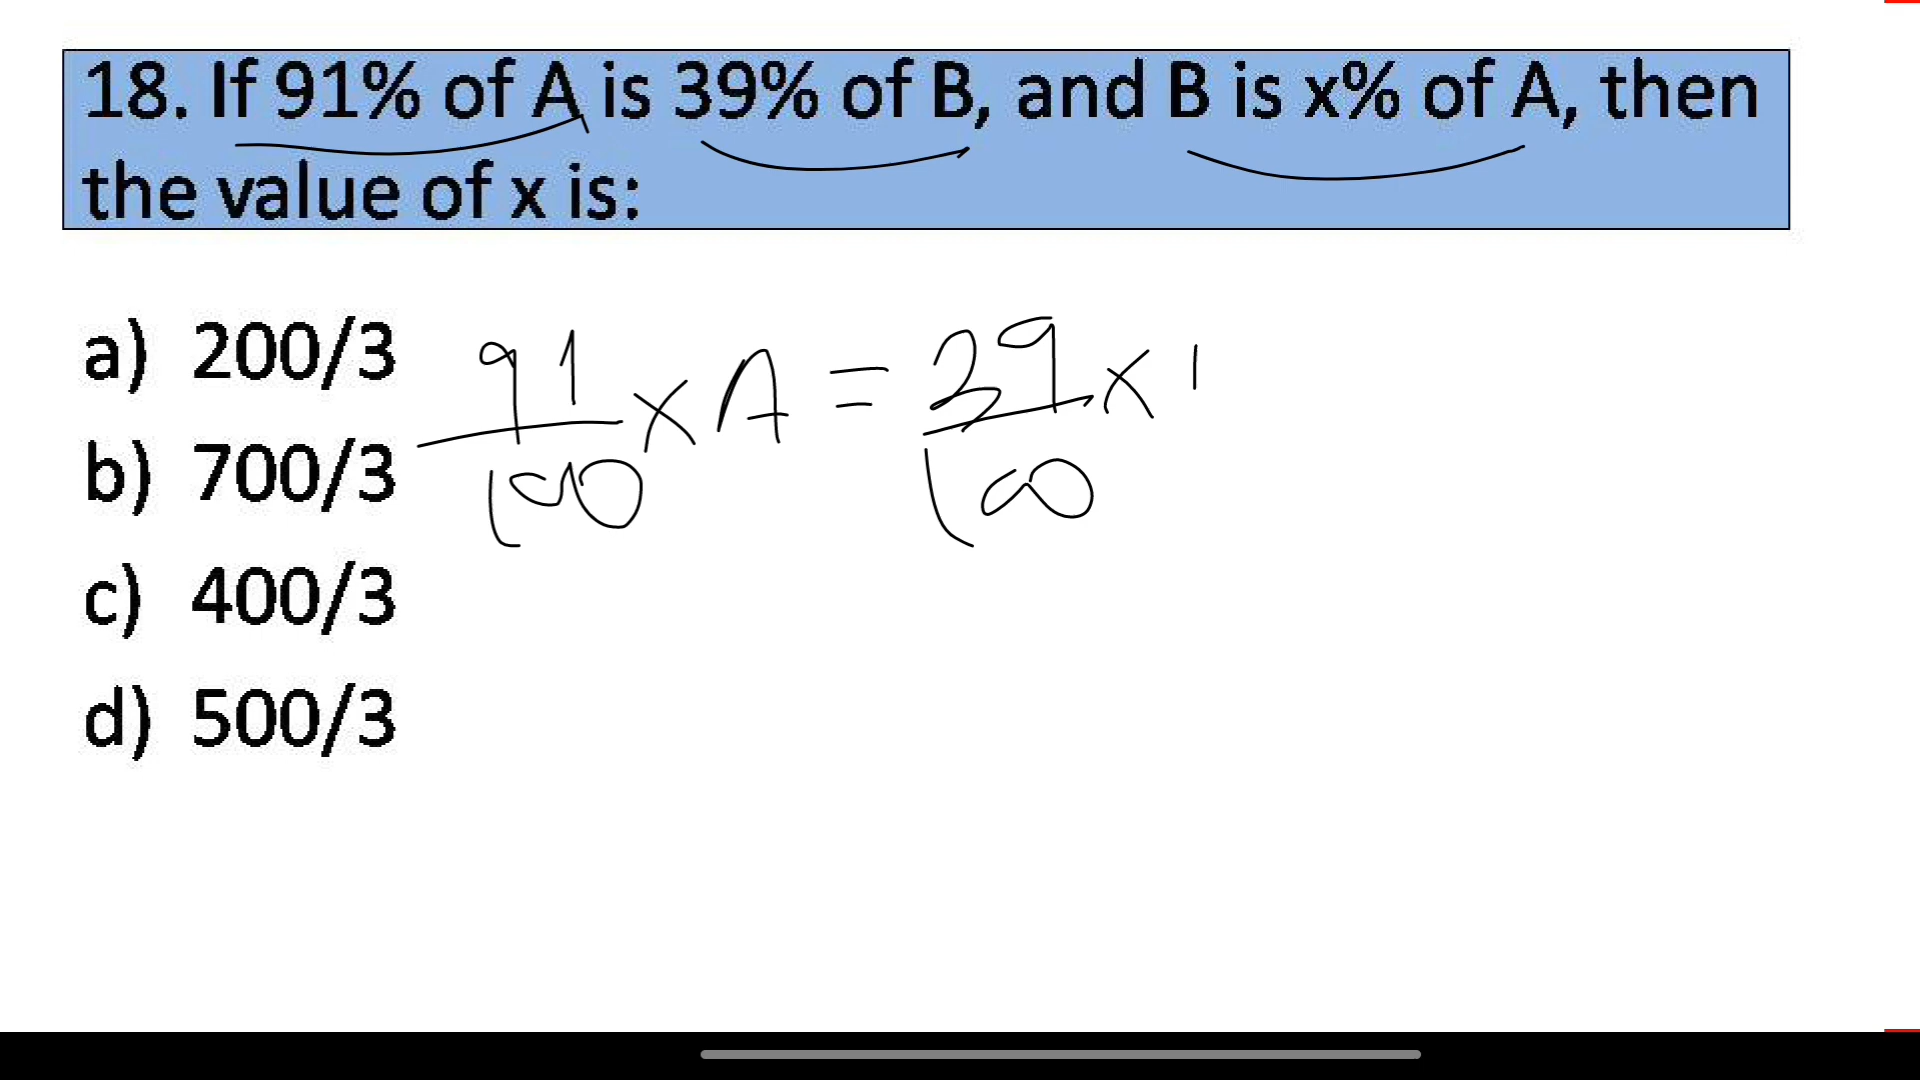 18. If 91% of A is 39% of B, and B is x% of A, then
the value of x is:
a) 200/3
b) 700/3
c) 400/3
d) 500/3
91/100 x A = 39/100 x